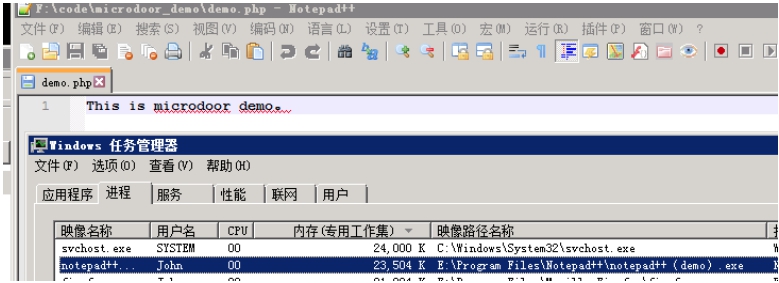 F:\code\microdoor_demo\demo.php - Notepad++
文件(F) 编辑(E) 搜索(S) 视图(V) 编码(N) 语言(L) 设置(T) 工具(O) 宏(M) 运行(R) 插件(P) 窗口(W) ?
demo.php
1 This is microdoor demo。
Windows 任务管理器
文件(F) 选项(O) 查看(V) 帮助(H)
应用程序 进程 服务 性能 联网 用户
映像名称 用户名 CPU 内存(专用工作集) 映像路径名称
svchost.exe SYSTEM 00 24,000 K C:\Windows\System32\svchost.exe
notepad++... John 00 23,504 K E:\Program Files\Notepad++\notepad++（demo）.exe